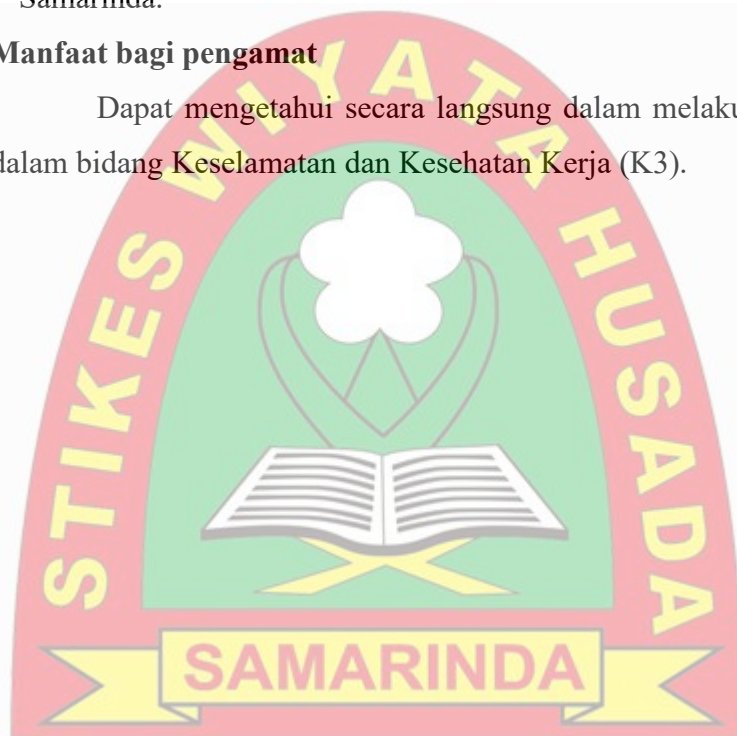 Samarinda.
Manfaat bagi pengamat
Dapat mengetahui secara langsung dalam melaku
dalam bidang Keselamatan dan Kesehatan Kerja (K3).
STIKES WIYATA HUSADA
SAMARINDA